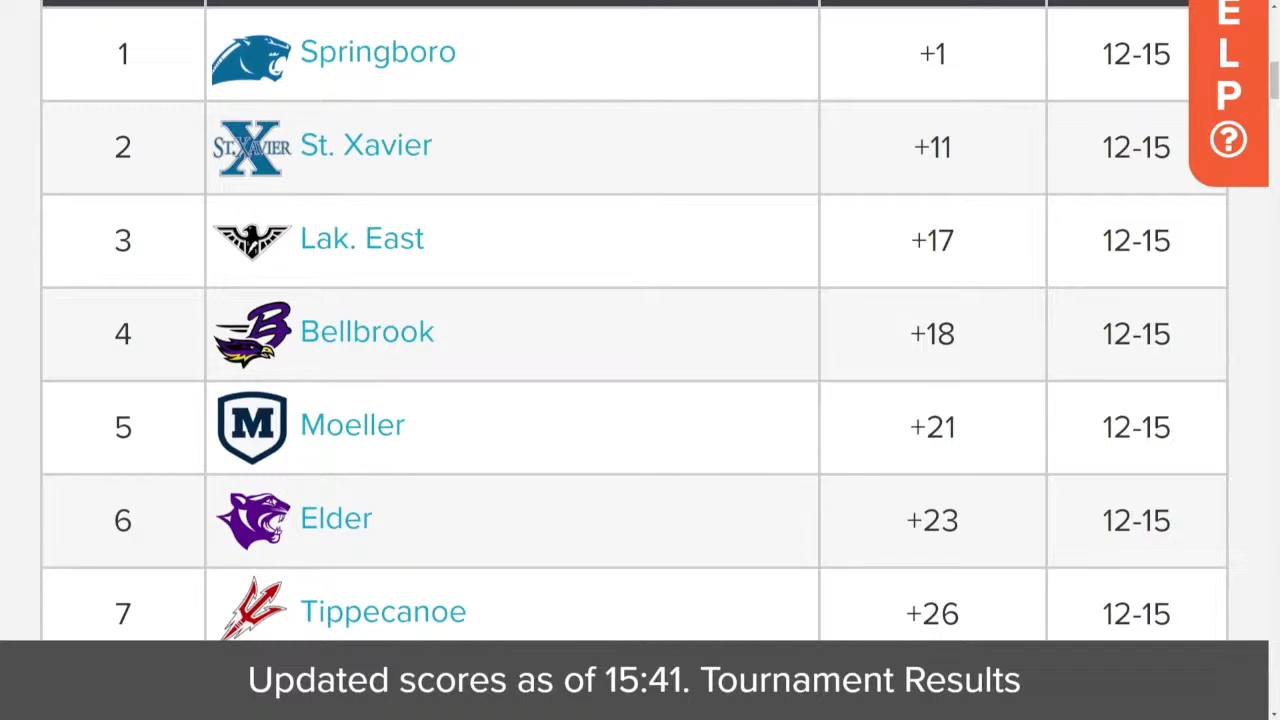 E
L
P
?
1 Springboro +1 12-15
2 ST. XAVIER X St. Xavier +11 12-15
3 Lak. East +17 12-15
4 B Bellbrook +18 12-15
5 M Moeller +21 12-15
6 Elder +23 12-15
7 Tippecanoe +26 12-15
Updated scores as of 15:41. Tournament Results